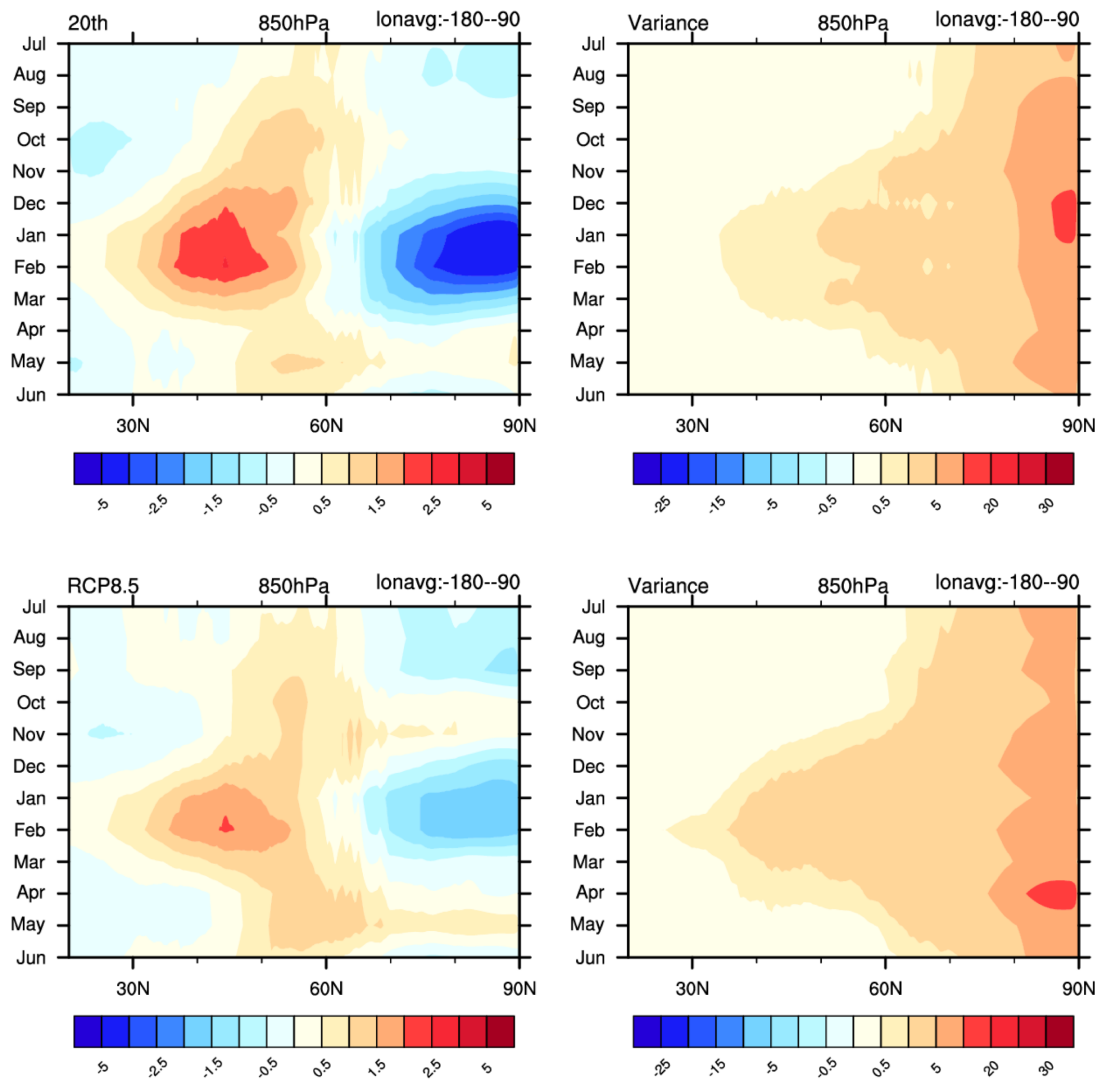 20th 850hPa lonavg:-180--90
Jul
Aug
Sep
Oct
Nov
Dec
Jan
Feb
Mar
Apr
May
Jun
30N 60N 90N
-5 -2.5 -1.5 -0.5 0.5 1.5 2.5 5
Variance 850hPa lonavg:-180--90
Jul
Aug
Sep
Oct
Nov
Dec
Jan
Feb
Mar
Apr
May
Jun
30N 60N 90N
-25 -15 -5 -0.5 0.5 5 20 30
RCP8.5 850hPa lonavg:-180--90
Jul
Aug
Sep
Oct
Nov
Dec
Jan
Feb
Mar
Apr
May
Jun
30N 60N 90N
-5 -2.5 -1.5 -0.5 0.5 1.5 2.5 5
Variance 850hPa lonavg:-180--90
Jul
Aug
Sep
Oct
Nov
Dec
Jan
Feb
Mar
Apr
May
Jun
30N 60N 90N
-25 -15 -5 -0.5 0.5 5 20 30